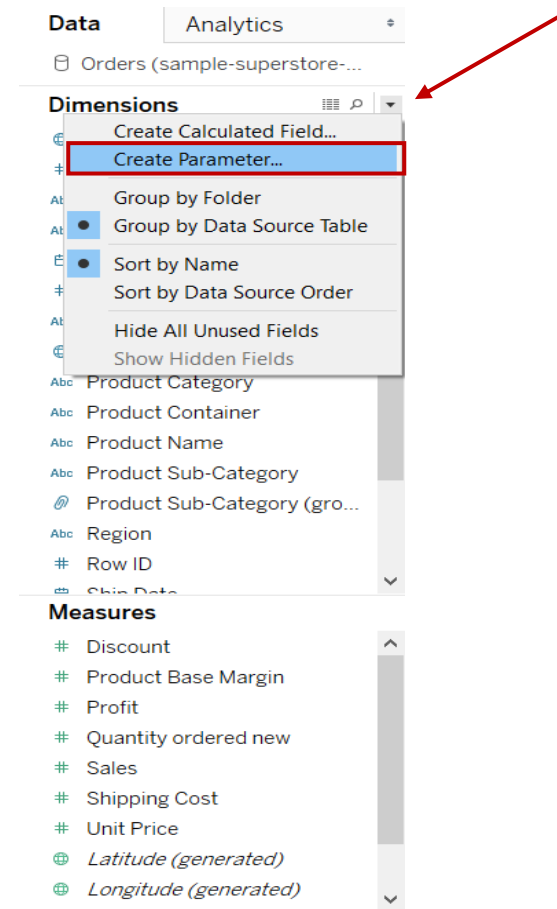 Data Analytics
Orders (sample-superstore-...
Dimensions
Create Calculated Field...
Create Parameter...
Group by Folder
Group by Data Source Table
Sort by Name
Sort by Data Source Order
Hide All Unused Fields
Show Hidden Fields
Abc Product Category
Abc Product Container
Abc Product Name
Abc Product Sub-Category
Product Sub-Category (gro...
Abc Region
# Row ID
Ship Date
Measures
# Discount
# Product Base Margin
# Profit
# Quantity ordered new
# Sales
# Shipping Cost
# Unit Price
Latitude (generated)
Longitude (generated)